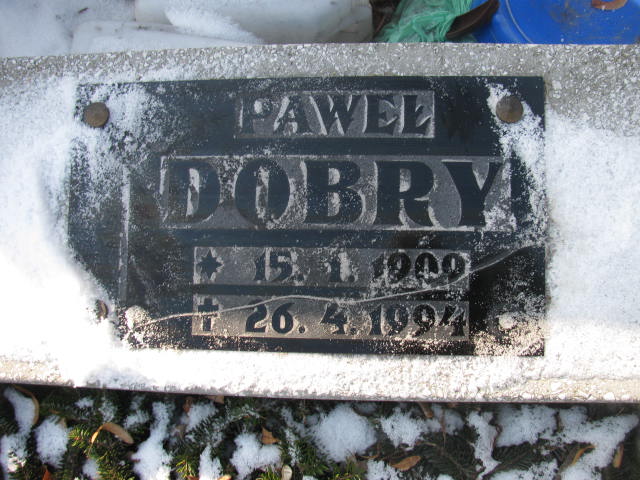 PAWEŁ
DOBRY
★ 15. 1. 1909
✝ 26. 4. 1994